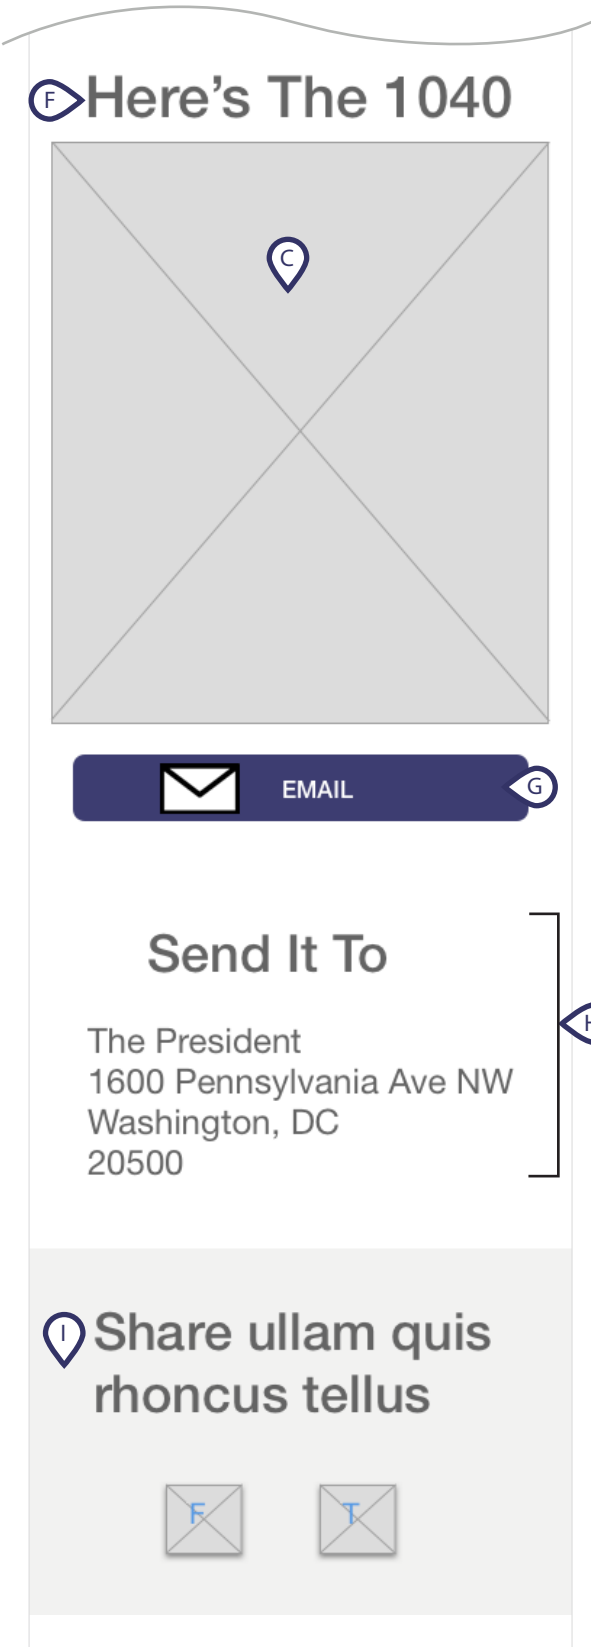 F
Here’s The 1040
C
EMAIL
G
Send It To
H
The President
1600 Pennsylvania Ave NW
Washington, DC
20500
I
Share ullam quis
rhoncus tellus
F
T